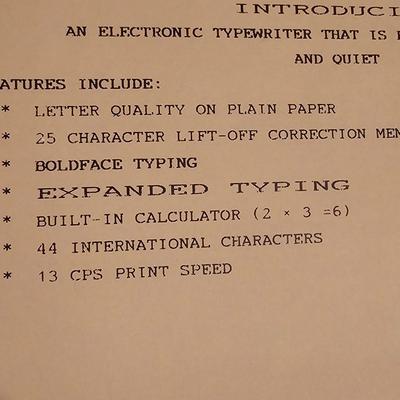 INTRODUCI
AN ELECTRONIC TYPEWRITER THAT IS
AND QUIET
ATURES INCLUDE:
* LETTER QUALITY ON PLAIN PAPER
* 25 CHARACTER LIFT-OFF CORRECTION MEM
* BOLDFACE TYPING
* EXPANDED TYPING
* BUILT-IN CALCULATOR (2 × 3 =6)
* 44 INTERNATIONAL CHARACTERS
* 13 CPS PRINT SPEED